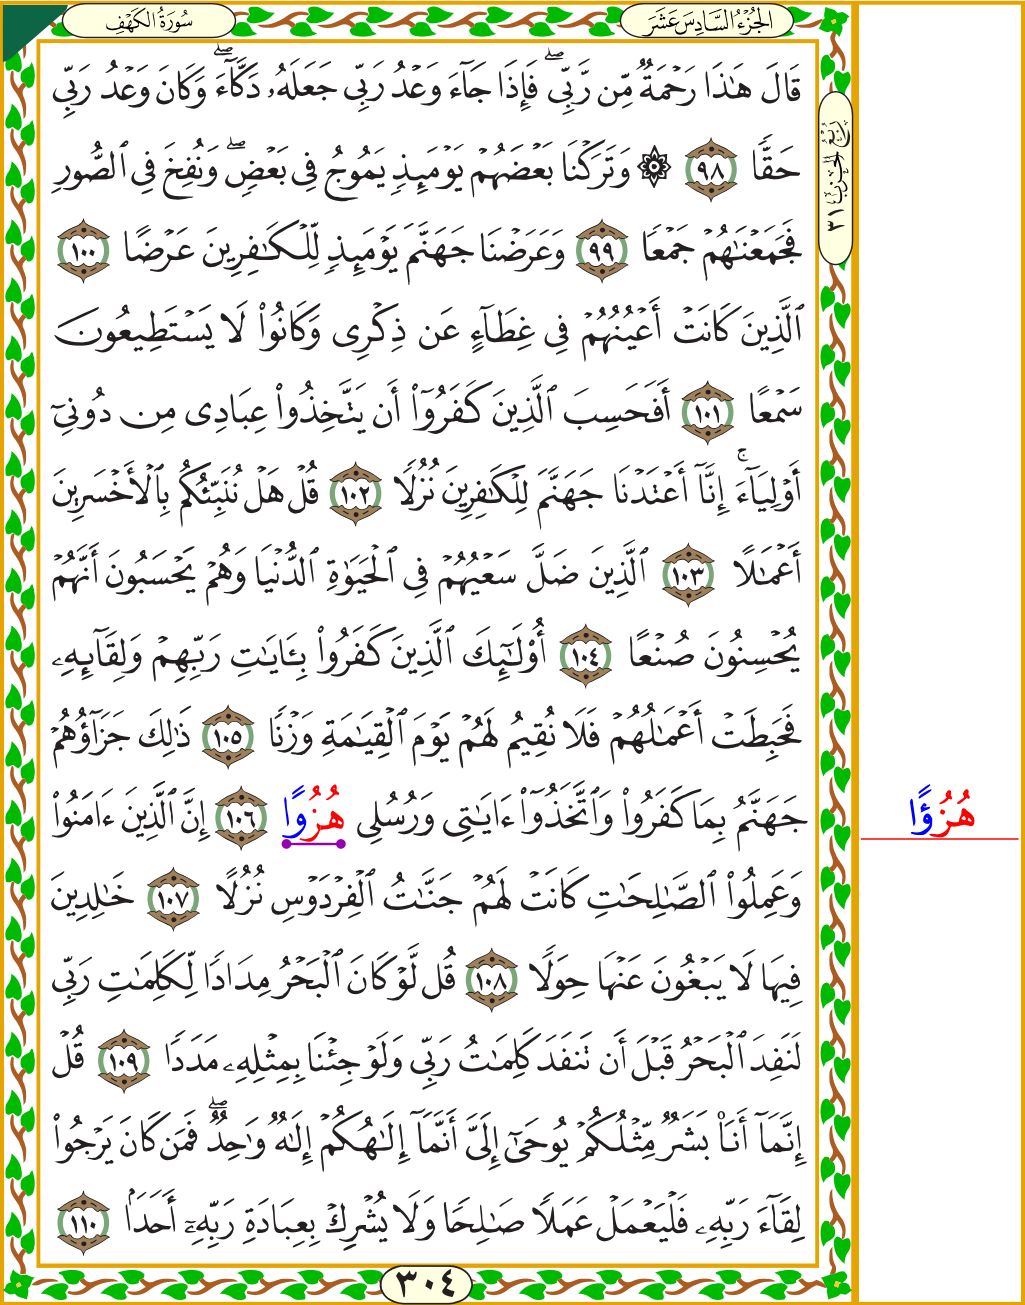 الجُزْءُ السَّادِسَ عَشَرَ
سُورَةُ الكَهْفِ
قَالَ هَـٰذَا رَحْمَةٌ مِّن رَّبِّي ۖ فَإِذَا جَآءَ وَعْدُ رَبِّي جَعَلَهُۥ دَكَّآءَ ۖ وَكَانَ وَعْدُ رَبِّي
حَقًّا ٩٨ ۞ وَتَرَكْنَا بَعْضَهُمْ يَوْمَئِذٍ يَمُوجُ فِي بَعْضٍ ۖ وَنُفِخَ فِي ٱلصُّورِ
فَجَمَعْنَـٰهُمْ جَمْعًا ٩٩ وَعَرَضْنَا جَهَنَّمَ يَوْمَئِذٍ لِّلْكَـٰفِرِينَ عَرْضًا ١٠٠
ٱلَّذِينَ كَانَتْ أَعْيُنُهُمْ فِي غِطَآءٍ عَن ذِكْرِي وَكَانُوا۟ لَا يَسْتَطِيعُونَ
سَمْعًا ١٠١ أَفَحَسِبَ ٱلَّذِينَ كَفَرُوٓا۟ أَن يَتَّخِذُوا۟ عِبَادِي مِن دُونِيٓ
أَوْلِيَآءَ ۚ إِنَّآ أَعْتَدْنَا جَهَنَّمَ لِلْكَـٰفِرِينَ نُزُلًا ١٠٢ قُلْ هَلْ نُنَبِّئُكُم بِٱلْأَخْسَرِينَ
أَعْمَـٰلًا ١٠٣ ٱلَّذِينَ ضَلَّ سَعْيُهُمْ فِي ٱلْحَيَوٰةِ ٱلدُّنْيَا وَهُمْ يَحْسَبُونَ أَنَّهُمْ
يُحْسِنُونَ صُنْعًا ١٠٤ أُو۟لَـٰٓئِكَ ٱلَّذِينَ كَفَرُوا۟ بِـَٔايَـٰتِ رَبِّهِمْ وَلِقَآئِهِۦ
فَحَبِطَتْ أَعْمَـٰلُهُمْ فَلَا نُقِيمُ لَهُمْ يَوْمَ ٱلْقِيَـٰمَةِ وَزْنًا ١٠٥ ذَٰلِكَ جَزَآؤُهُمْ
جَهَنَّمُ بِمَا كَفَرُوا۟ وَٱتَّخَذُوٓا۟ ءَايَـٰتِي وَرُسُلِي هُزُوًا ١٠٦ إِنَّ ٱلَّذِينَ ءَامَنُوا۟
وَعَمِلُوا۟ ٱلصَّـٰلِحَـٰتِ كَانَتْ لَهُمْ جَنَّـٰتُ ٱلْفِرْدَوْسِ نُزُلًا ١٠٧ خَـٰلِدِينَ
فِيهَا لَا يَبْغُونَ عَنْهَا حِوَلًا ١٠٨ قُل لَّوْ كَانَ ٱلْبَحْرُ مِدَادًا لِّكَلِمَـٰتِ رَبِّي
لَنَفِدَ ٱلْبَحْرُ قَبْلَ أَن تَنفَدَ كَلِمَـٰتُ رَبِّي وَلَوْ جِئْنَا بِمِثْلِهِۦ مَدَدًا ١٠٩ قُلْ
إِنَّمَآ أَنَا۠ بَشَرٌ مِّثْلُكُمْ يُوحَىٰٓ إِلَيَّ أَنَّمَآ إِلَـٰهُكُمْ إِلَـٰهٌ وَٰحِدٌ ۖ فَمَن كَانَ يَرْجُوا۟
لِقَآءَ رَبِّهِۦ فَلْيَعْمَلْ عَمَلًا صَـٰلِحًا وَلَا يُشْرِكْ بِعِبَادَةِ رَبِّهِۦٓ أَحَدًۢا ١١٠
رُبْعُ الحِزْبِ ٣١
هُزُؤًا
٣٠٤